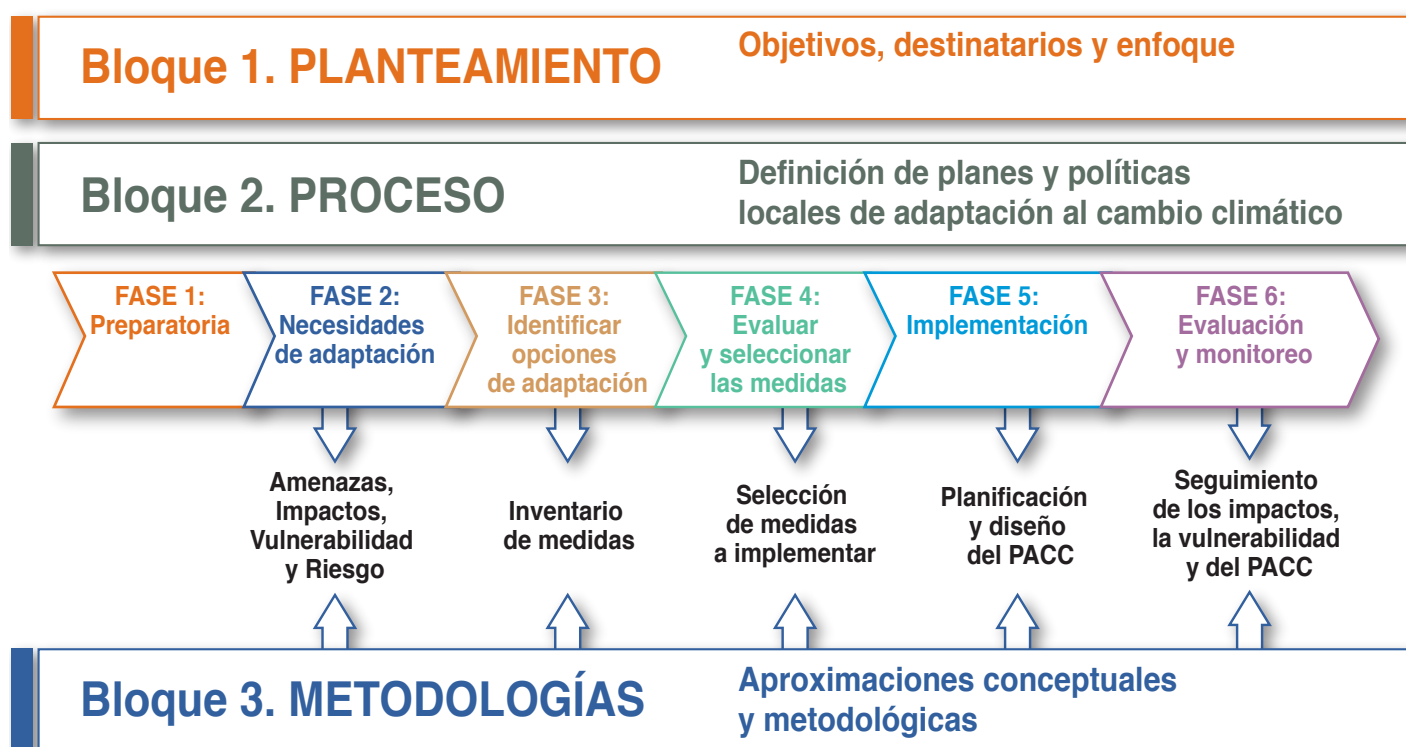 Bloque 1. PLANTEAMIENTO
Objetivos, destinatarios y enfoque
Bloque 2. PROCESO
Definición de planes y políticas
locales de adaptación al cambio climático
FASE 1:
Preparatoria
FASE 2:
Necesidades
de adaptación
FASE 3:
Identificar
opciones
de adaptación
FASE 4:
Evaluar
y seleccionar
las medidas
FASE 5:
Implementación
FASE 6:
Evaluación
y monitoreo
Amenazas,
Impactos,
Vulnerabilidad
y Riesgo
Inventario
de medidas
Selección
de medidas
a implementar
Planificación
y diseño
del PACC
Seguimiento
de los impactos,
la vulnerabilidad
y del PACC
Bloque 3. METODOLOGÍAS
Aproximaciones conceptuales
y metodológicas